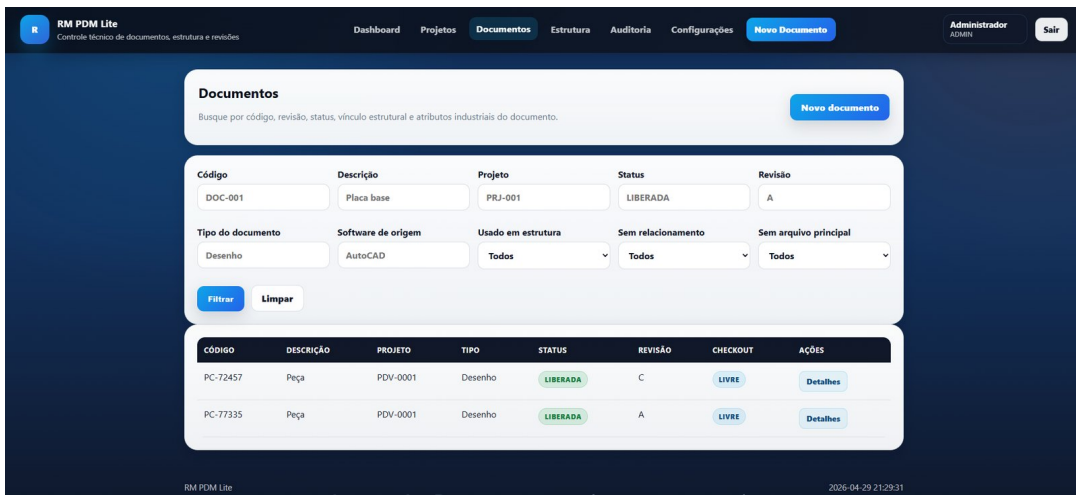 R
RM PDM Lite
Controle técnico de documentos, estrutura e revisões
Dashboard Projetos Documentos Estrutura Auditoria Configurações Novo Documento
Administrador
ADMIN
Sair
Documentos
Busque por código, revisão, status, vínculo estrutural e atributos industriais do documento.
Novo documento
Código Descrição Projeto Status Revisão
DOC-001 Placa base PRJ-001 LIBERADA A
Tipo do documento Software de origem Usado em estrutura Sem relacionamento Sem arquivo principal
Desenho AutoCAD Todos Todos Todos
Filtrar Limpar
CÓDIGO DESCRIÇÃO PROJETO TIPO STATUS REVISÃO CHECKOUT AÇÕES
PC-72457 Peça PDV-0001 Desenho LIBERADA C LIVRE Detalhes
PC-77335 Peça PDV-0001 Desenho LIBERADA A LIVRE Detalhes
RM PDM Lite 2026-04-29 21:29:31